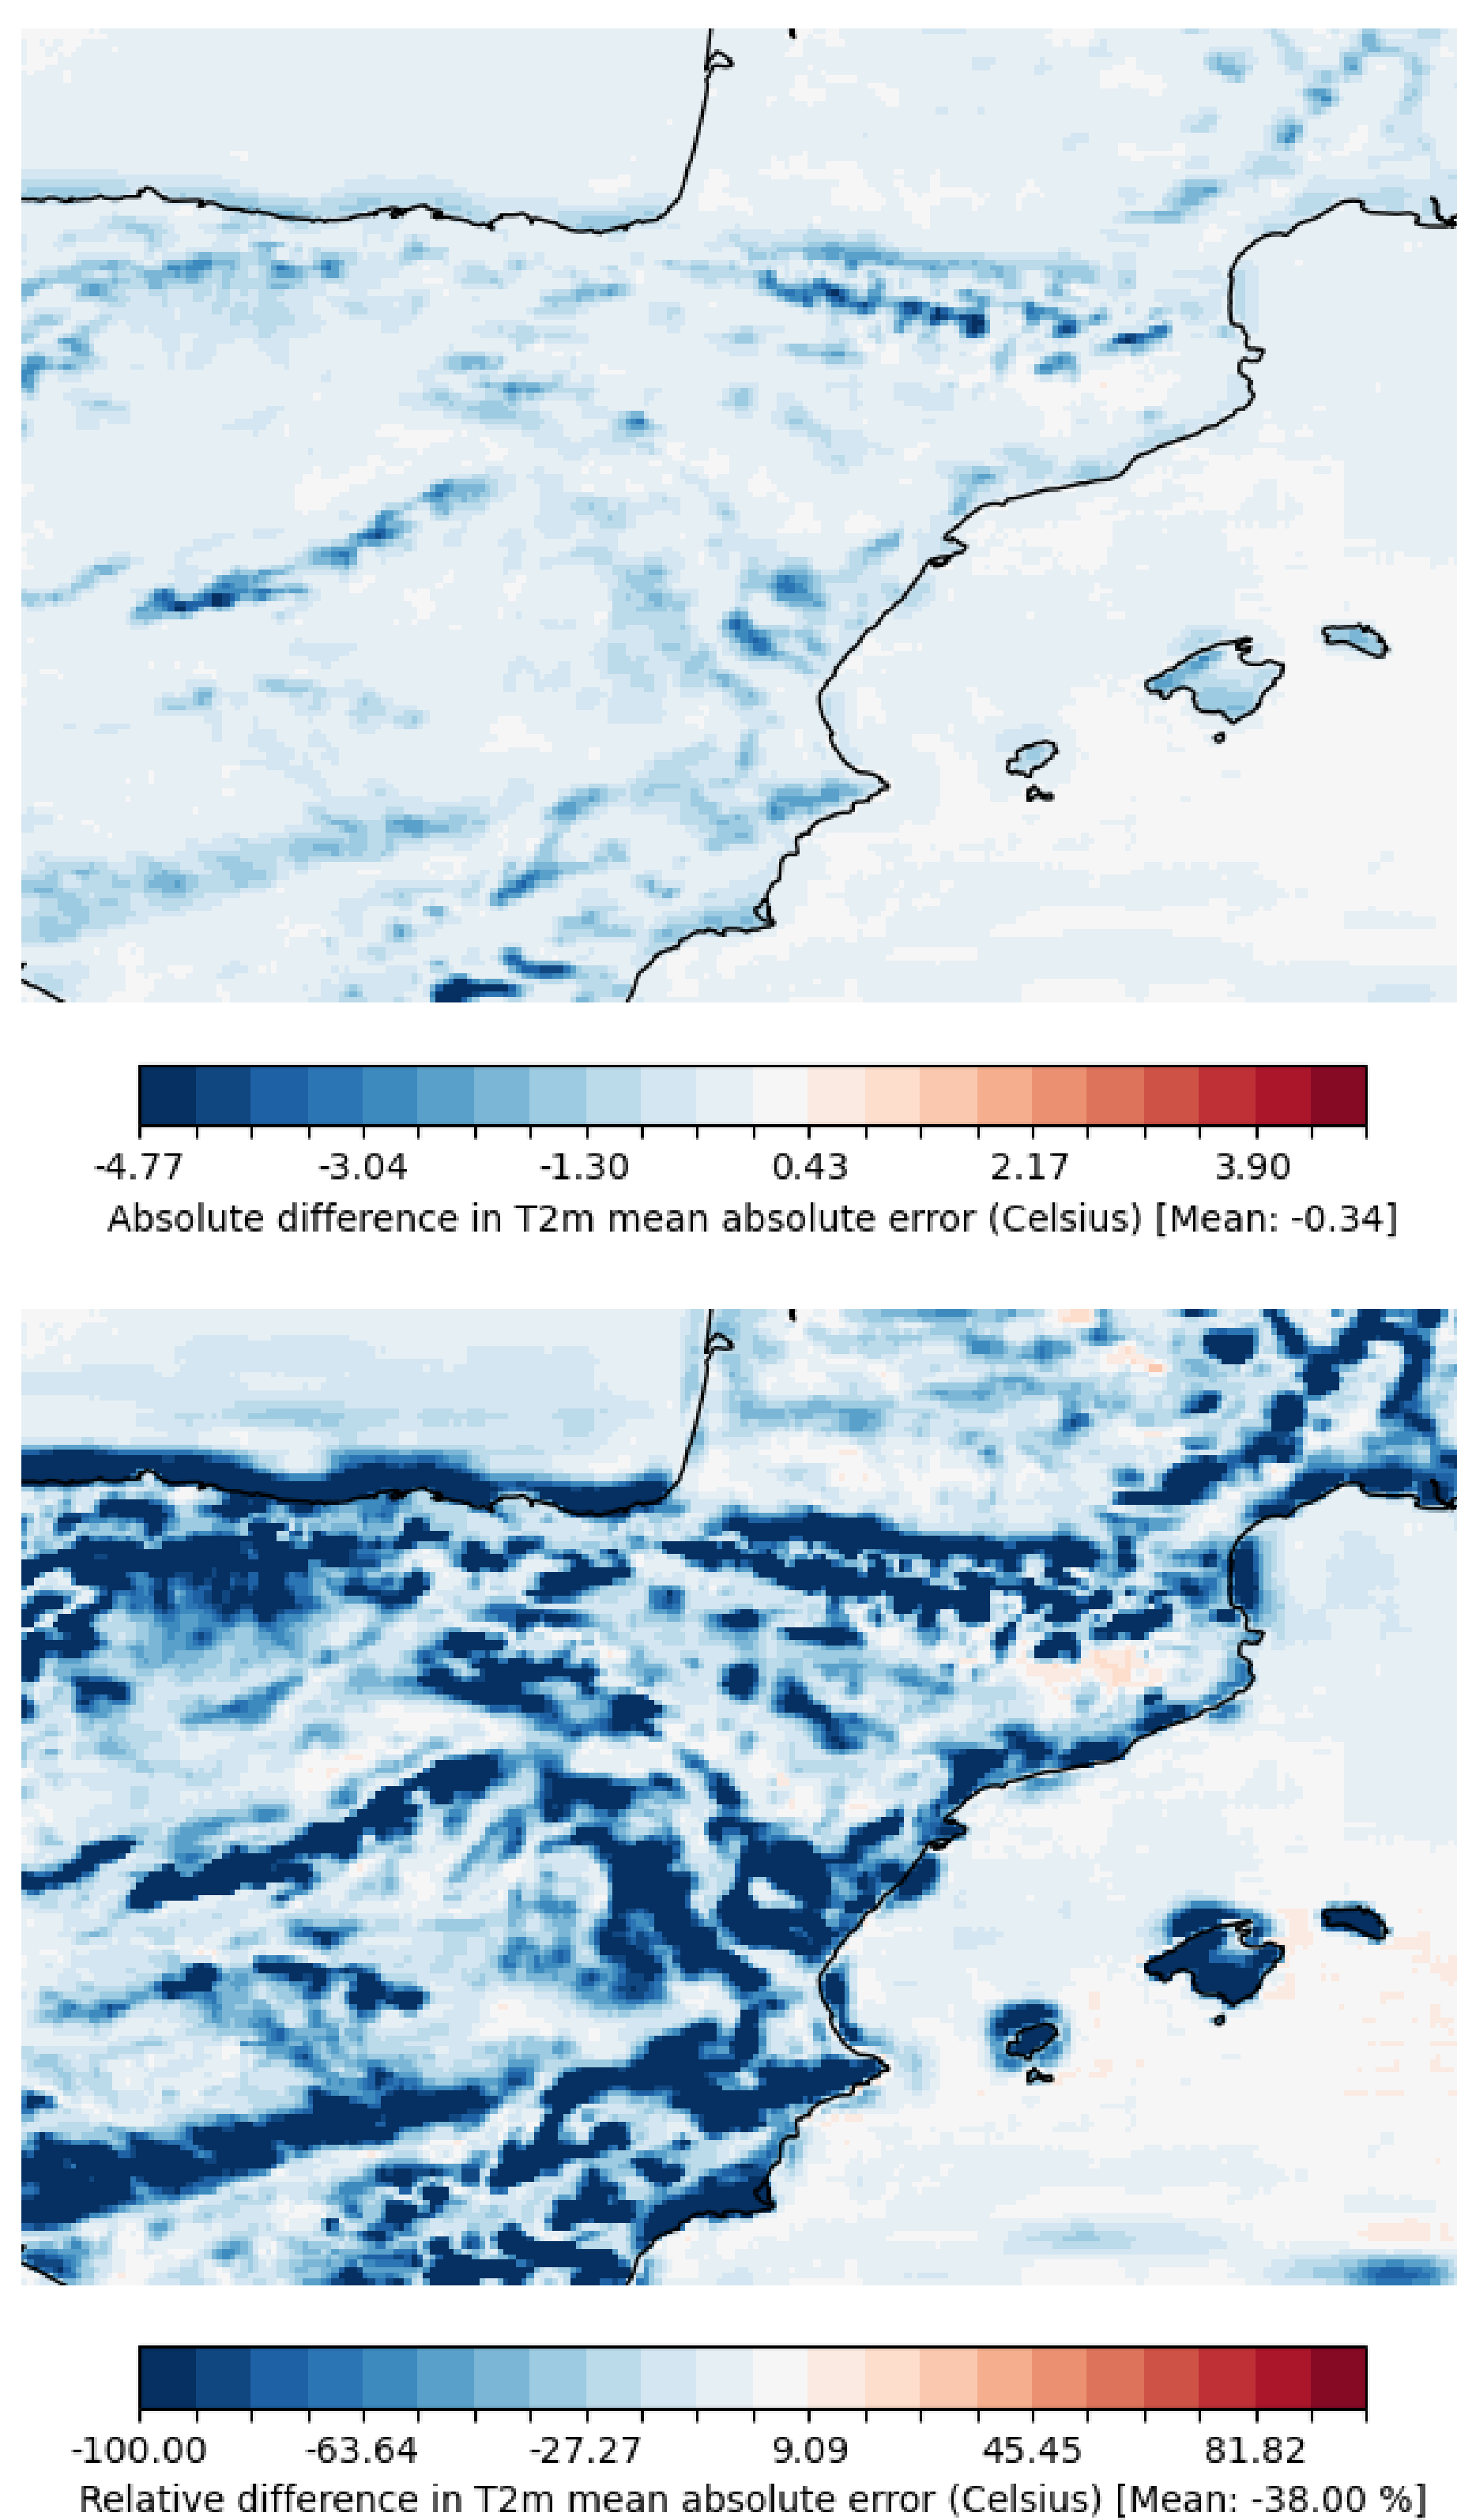 -4.77 -3.04 -1.30 0.43 2.17 3.90
Absolute difference in T2m mean absolute error (Celsius) [Mean: -0.34]
-100.00 -63.64 -27.27 9.09 45.45 81.82
Relative difference in T2m mean absolute error (Celsius) [Mean: -38.00 %]